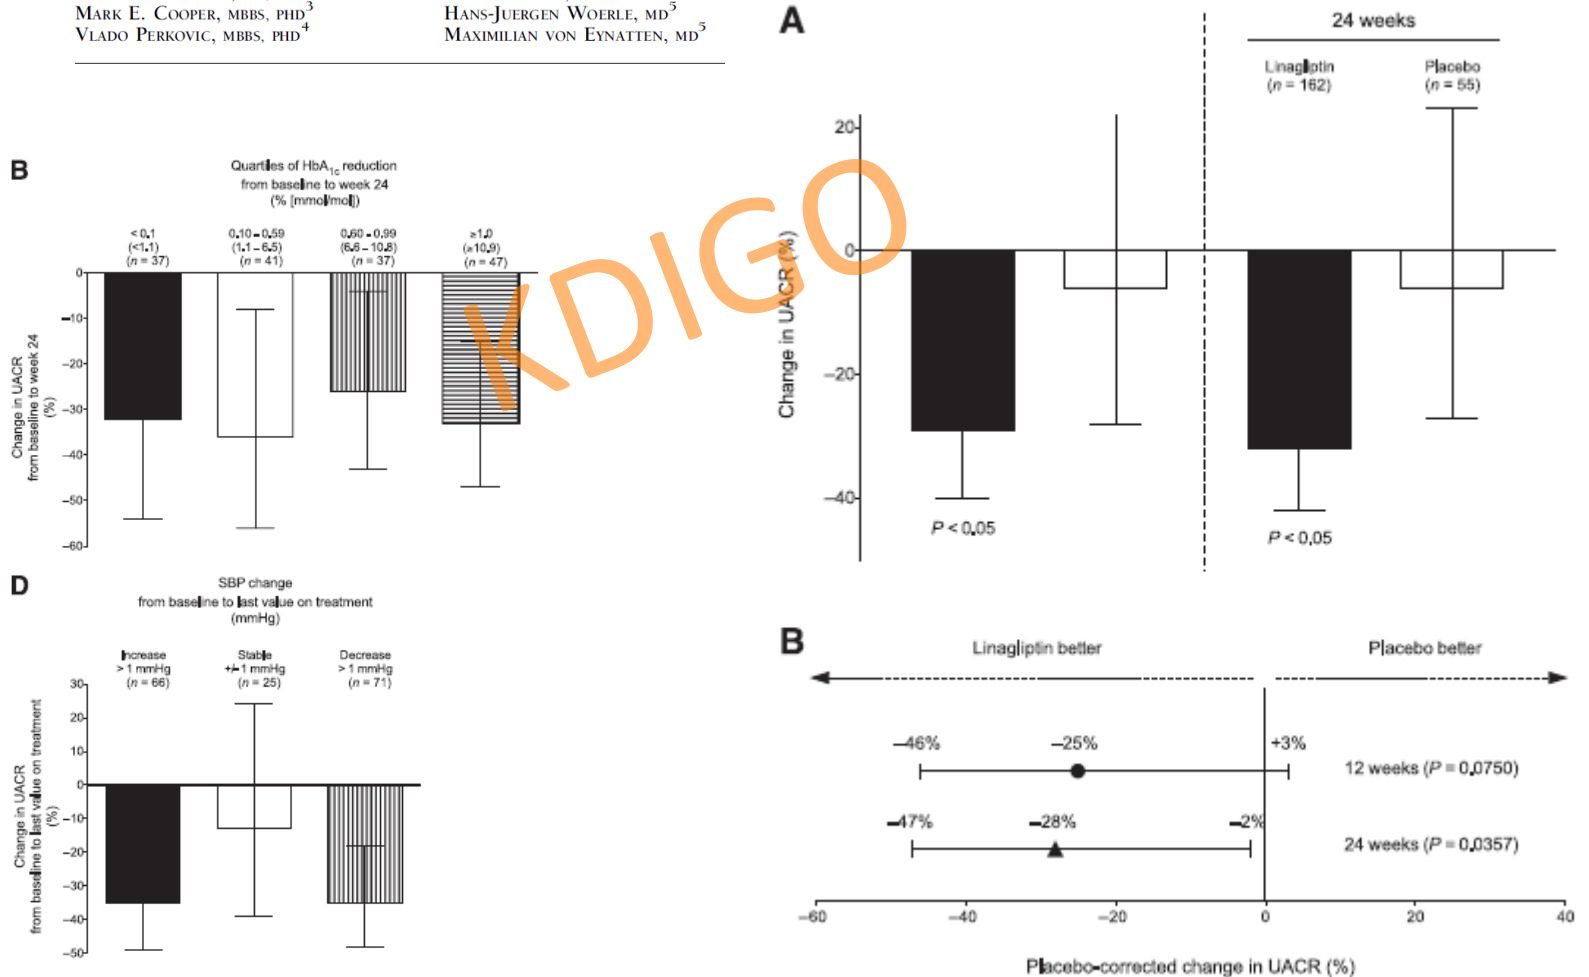 MARK E. COOPER, MBBS, PHD3
VLADO PERKOVIC, MBBS, PHD4
HANS-JUERGEN WOERLE, MD5
MAXIMILIAN VON EYNATTEN, MD5
B
Quartiles of HbA1c reduction
from baseline to week 24
(% [mmol/mol])
<0.1
(<1.1)
(n = 37)
0.10–0.59
(1.1–6.5)
(n = 41)
0.60–0.99
(6.6–10.8)
(n = 37)
≥1.0
(≥10.9)
(n = 47)
Change in UACR
from baseline to week 24
(%)
0
–10
–20
–30
–40
–50
–60
D
SBP change
from baseline to last value on treatment
(mmHg)
Increase
> 1 mmHg
(n = 66)
Stable
+/–1 mmHg
(n = 25)
Decrease
> 1 mmHg
(n = 71)
Change in UACR
from baseline to last value on treatment
(%)
30
20
10
0
–10
–20
–30
–40
–50
A
24 weeks
Linagliptin
(n = 162)
Placebo
(n = 55)
Change in UACR (%)
20
0
–20
–40
P < 0.05
P < 0.05
KDIGO
B
Linagliptin better
Placebo better
–46%
–25%
+3%
12 weeks (P = 0.0750)
–47%
–28%
–2%
24 weeks (P = 0.0357)
–60
–40
–20
0
20
40
Placebo-corrected change in UACR (%)